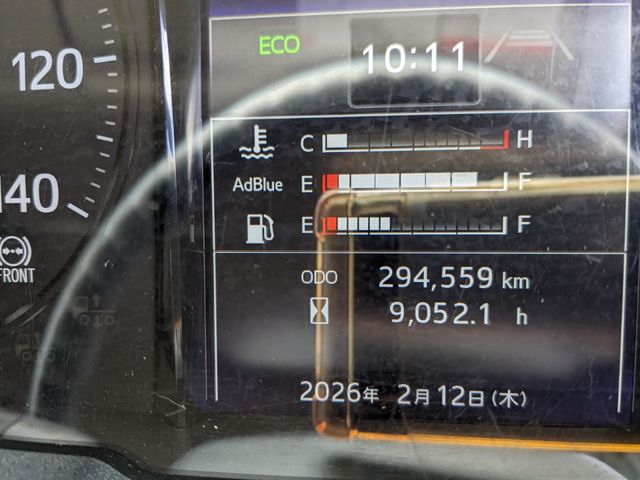 ECO
10:11
120
C H
AdBlue E F
E F
140
FRONT
ODO 294,559 km
9,052.1 h
2026年 2月 12日(木)